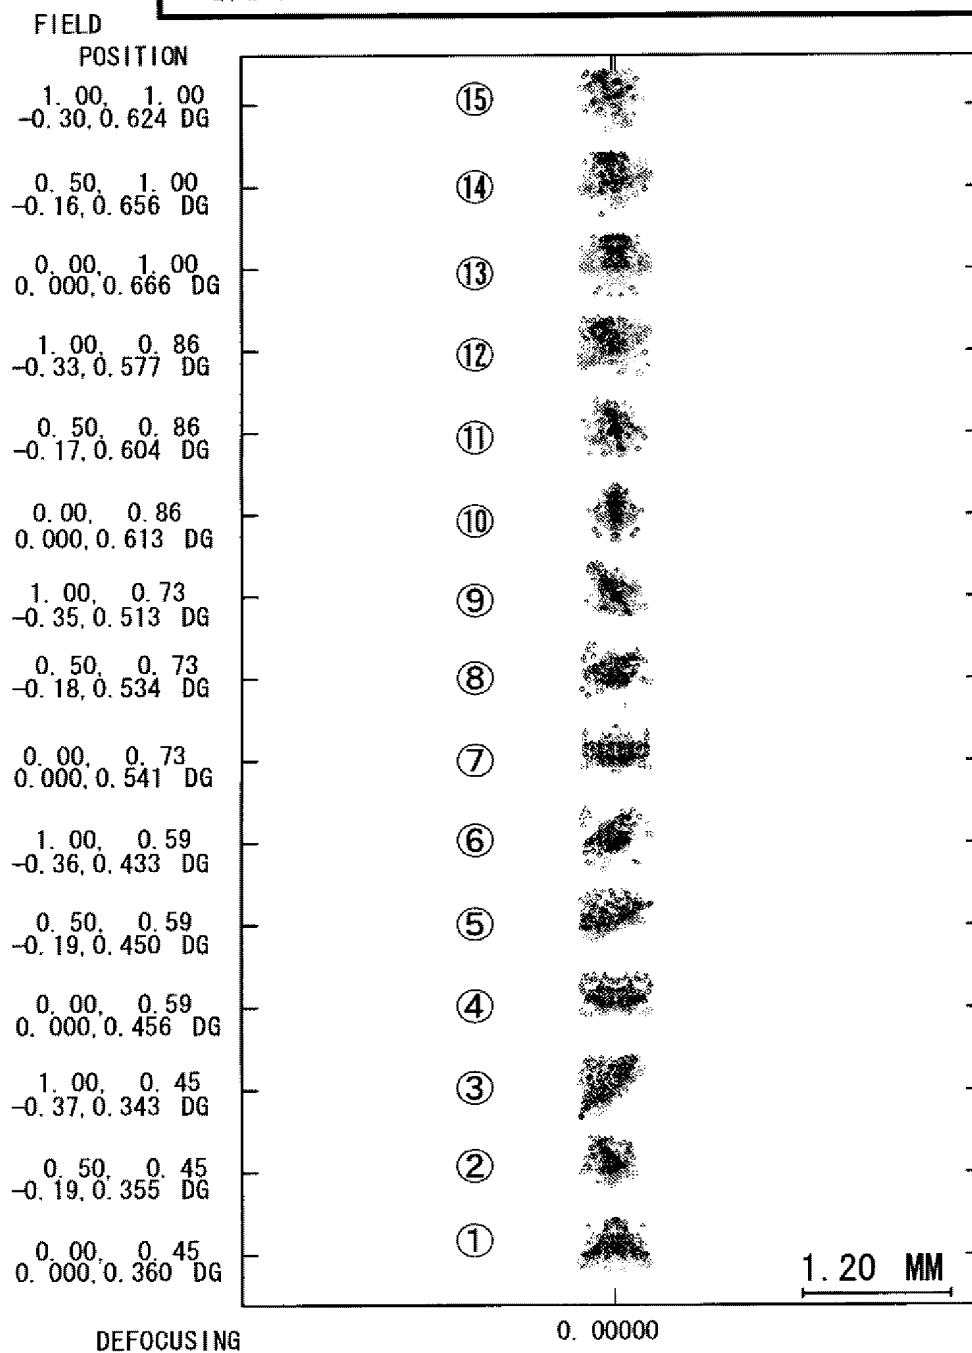 FIELD
POSITION
1.00, 1.00
-0.30,0.624 DG
⑮
0.50, 1.00
-0.16,0.656 DG
⑭
0.00, 1.00
0.000,0.666 DG
⑬
1.00, 0.86
-0.33,0.577 DG
⑫
0.50, 0.86
-0.17,0.604 DG
⑪
0.00, 0.86
0.000,0.613 DG
⑩
1.00, 0.73
-0.35,0.513 DG
⑨
0.50, 0.73
-0.18,0.534 DG
⑧
0.00, 0.73
0.000,0.541 DG
⑦
1.00, 0.59
-0.36,0.433 DG
⑥
0.50, 0.59
-0.19,0.450 DG
⑤
0.00, 0.59
0.000,0.456 DG
④
1.00, 0.45
-0.37,0.343 DG
③
0.50, 0.45
-0.19,0.355 DG
②
0.00, 0.45
0.000,0.360 DG
①
1.20 MM
DEFOCUSING
0.00000